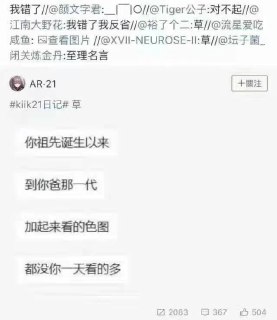 我错了//@颜文字君:__|￣|○//@Tiger公子:对不起//@
江南大野花:我错了我反省//@裕了个二:草//@流星爱吃
咸鱼: 查看图片 //@XVII-NEUROSE-II:草//@坛子菌_
闭关炼金丹:至理名言
AR-21
+关注
#kiik21日记# 草
你祖先诞生以来
到你爸那一代
加起来看的色图
都没你一天看的多
2083
367
504